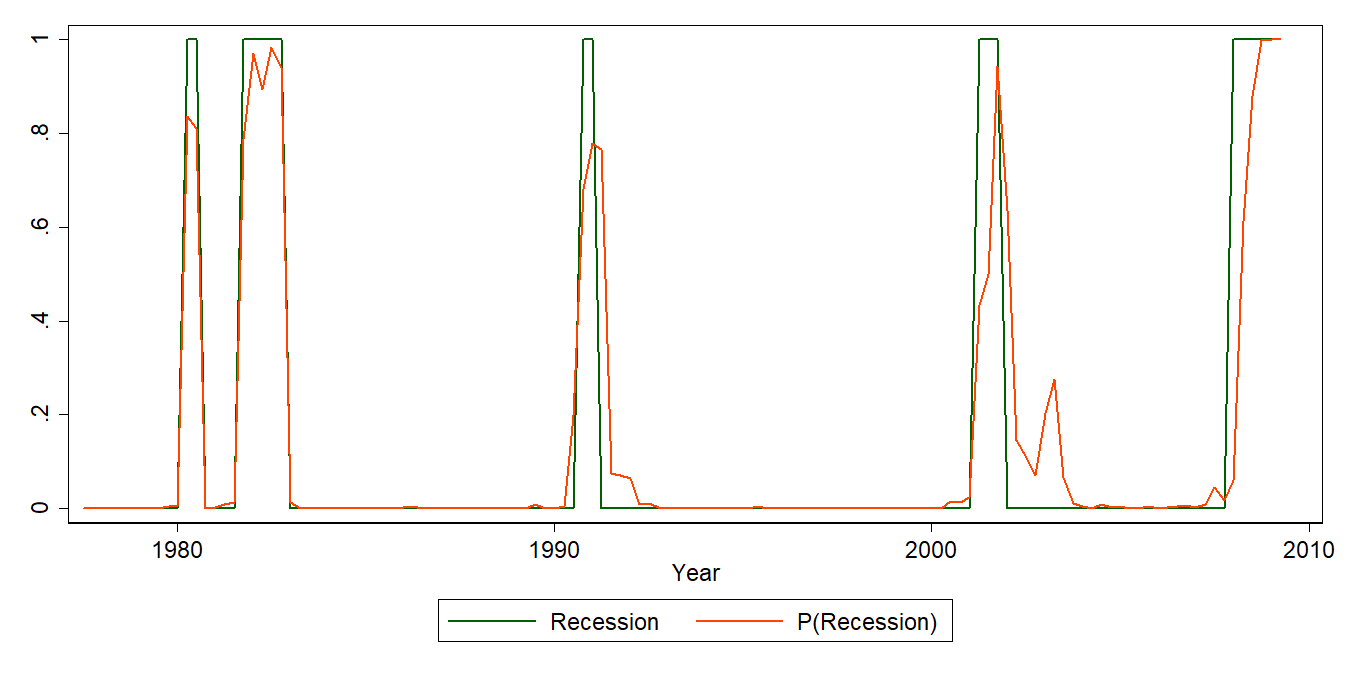 1
.8
.6
.4
.2
0
1980 1990 2000 2010
Year
Recession P(Recession)